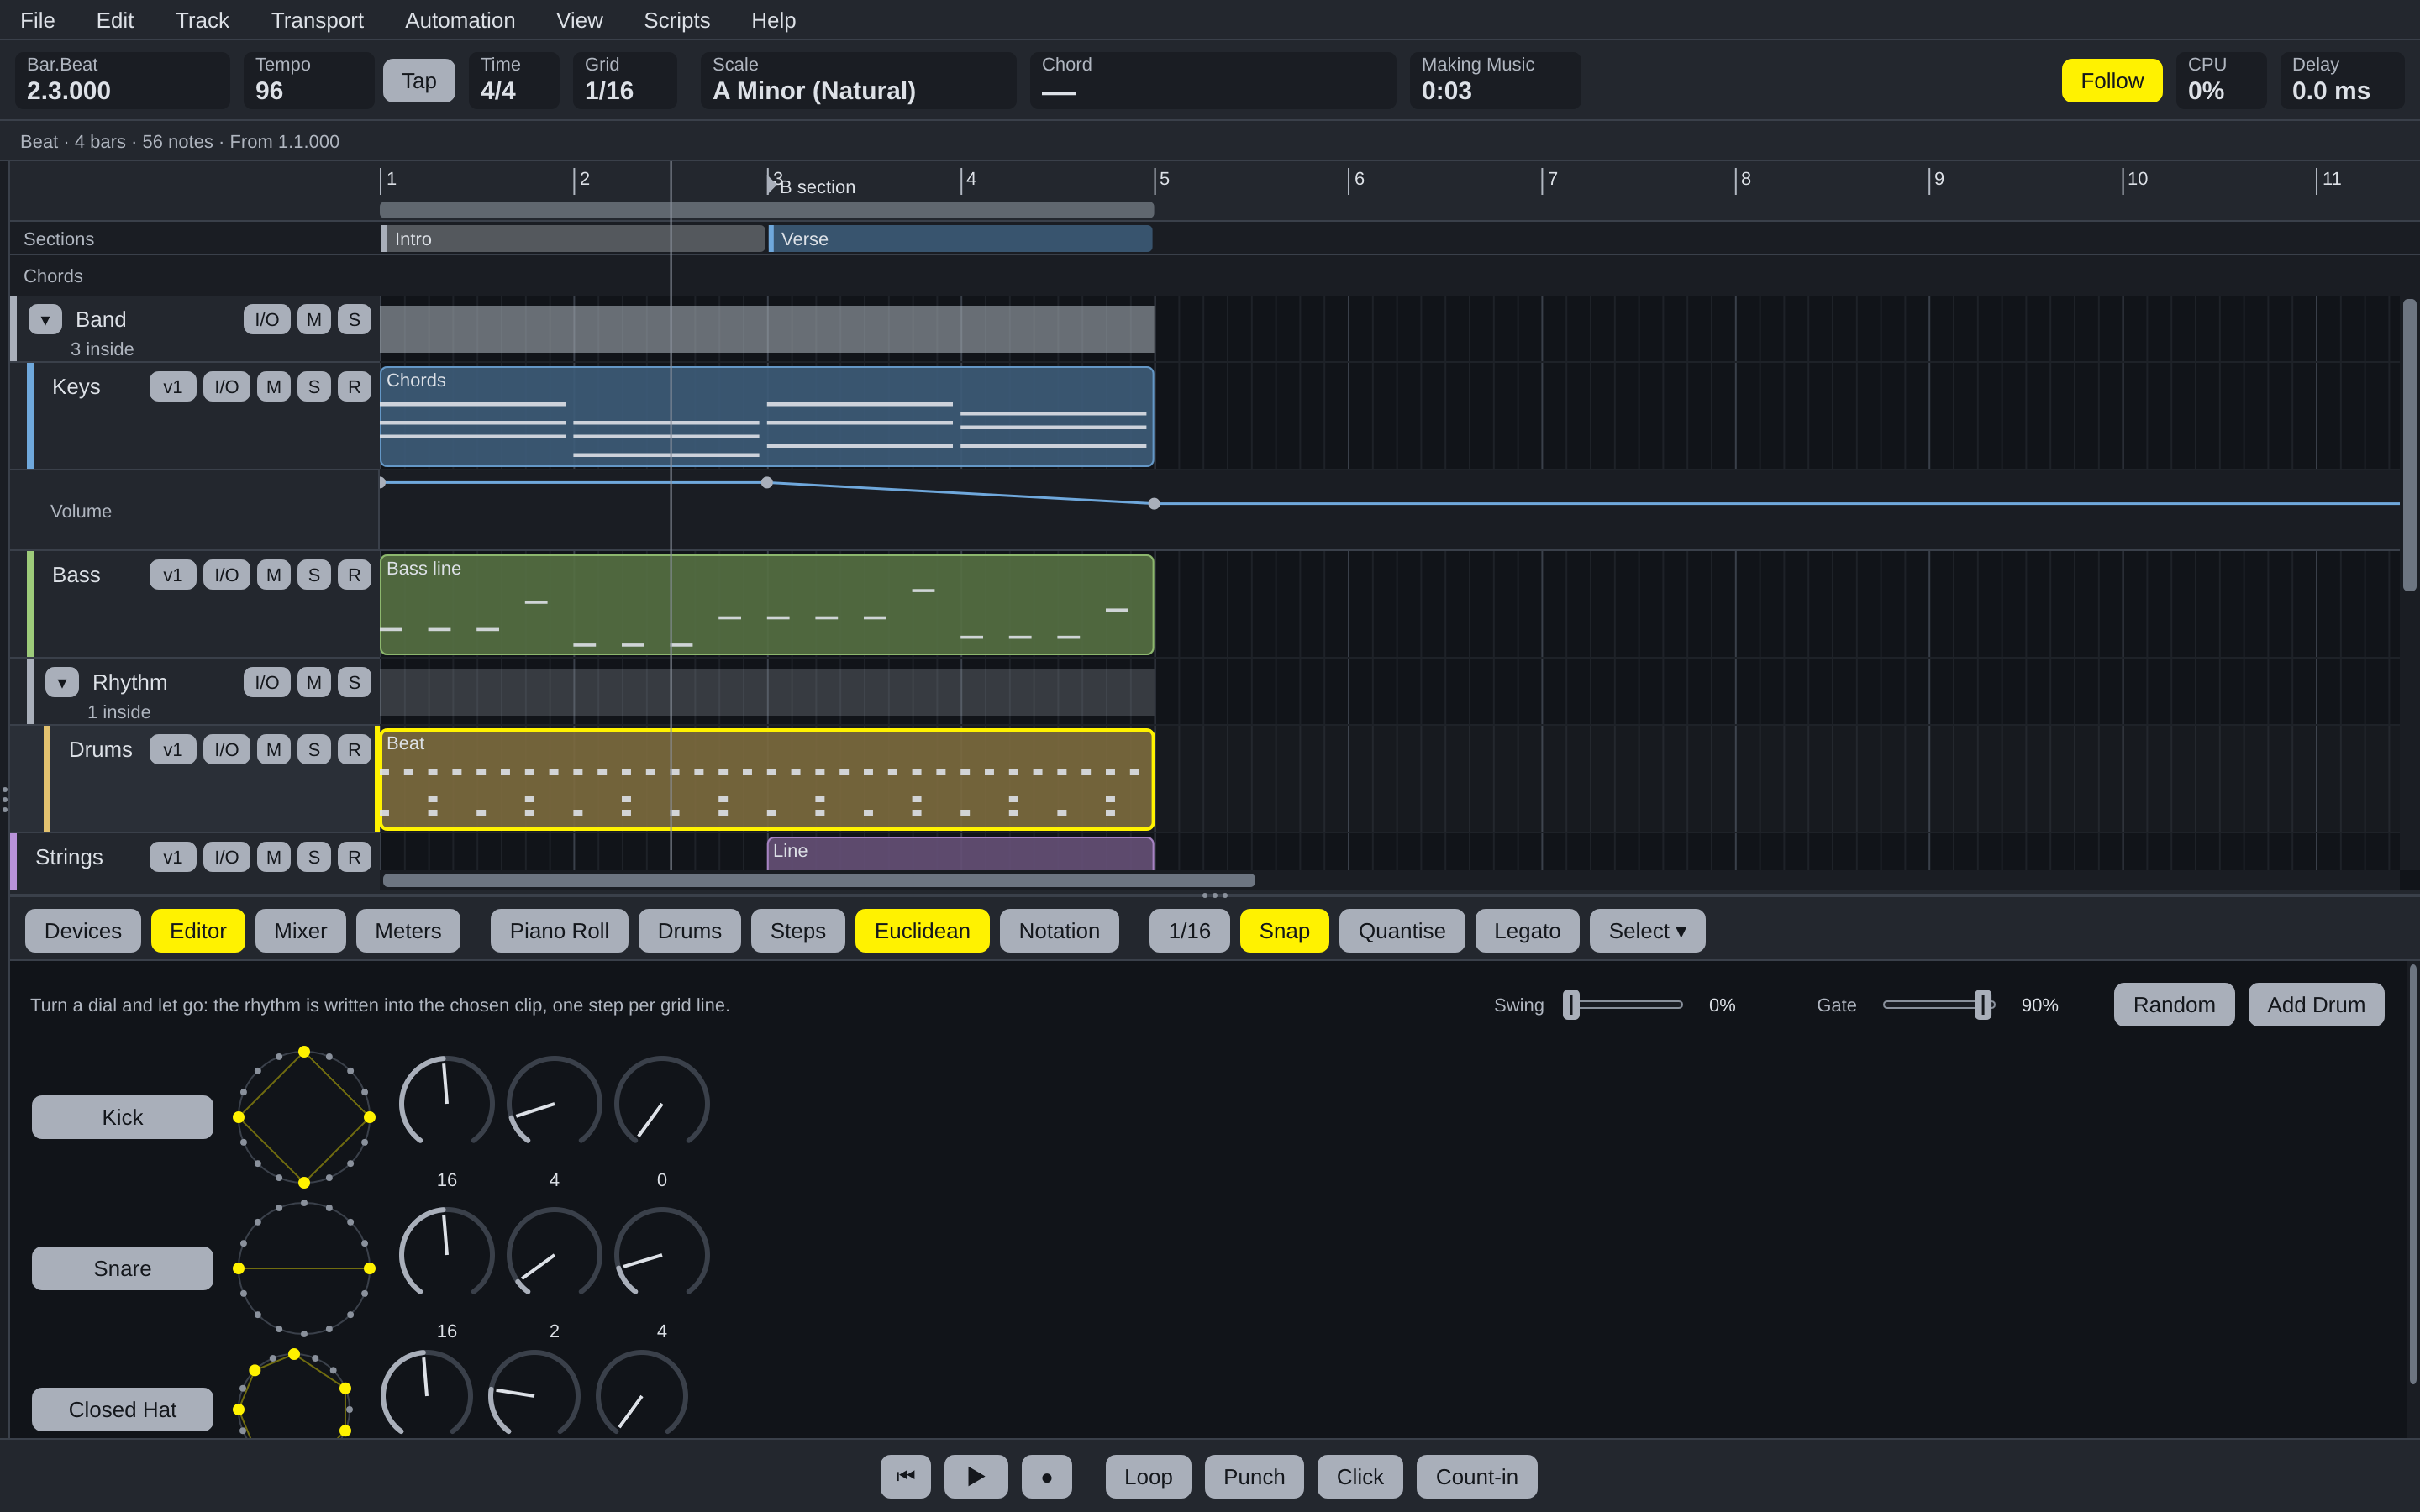 File Edit Track Transport Automation View Scripts Help
Bar.Beat Tempo Time Grid Scale Chord Making Music CPU Delay
2.3.000 96 Tap 4/4 1/16 A Minor (Natural) — 0:03 Follow 0% 0.0 ms
Beat · 4 bars · 56 notes · From 1.1.000
1 2 3 4 5 6 7 8 9 10 11
B section
Sections Intro Verse
Chords
▾ Band I/O M S
3 inside
Keys v1 I/O M S R Chords
Volume
Bass v1 I/O M S R Bass line
▾ Rhythm I/O M S
1 inside
Drums v1 I/O M S R Beat
Strings v1 I/O M S R Line
Devices Editor Mixer Meters Piano Roll Drums Steps Euclidean Notation 1/16 Snap Quantise Legato Select ▾
Turn a dial and let go: the rhythm is written into the chosen clip, one step per grid line. Swing 0% Gate 90% Random Add Drum
Kick
16 4 0
Snare
16 2 4
Closed Hat
Loop Punch Click Count-in